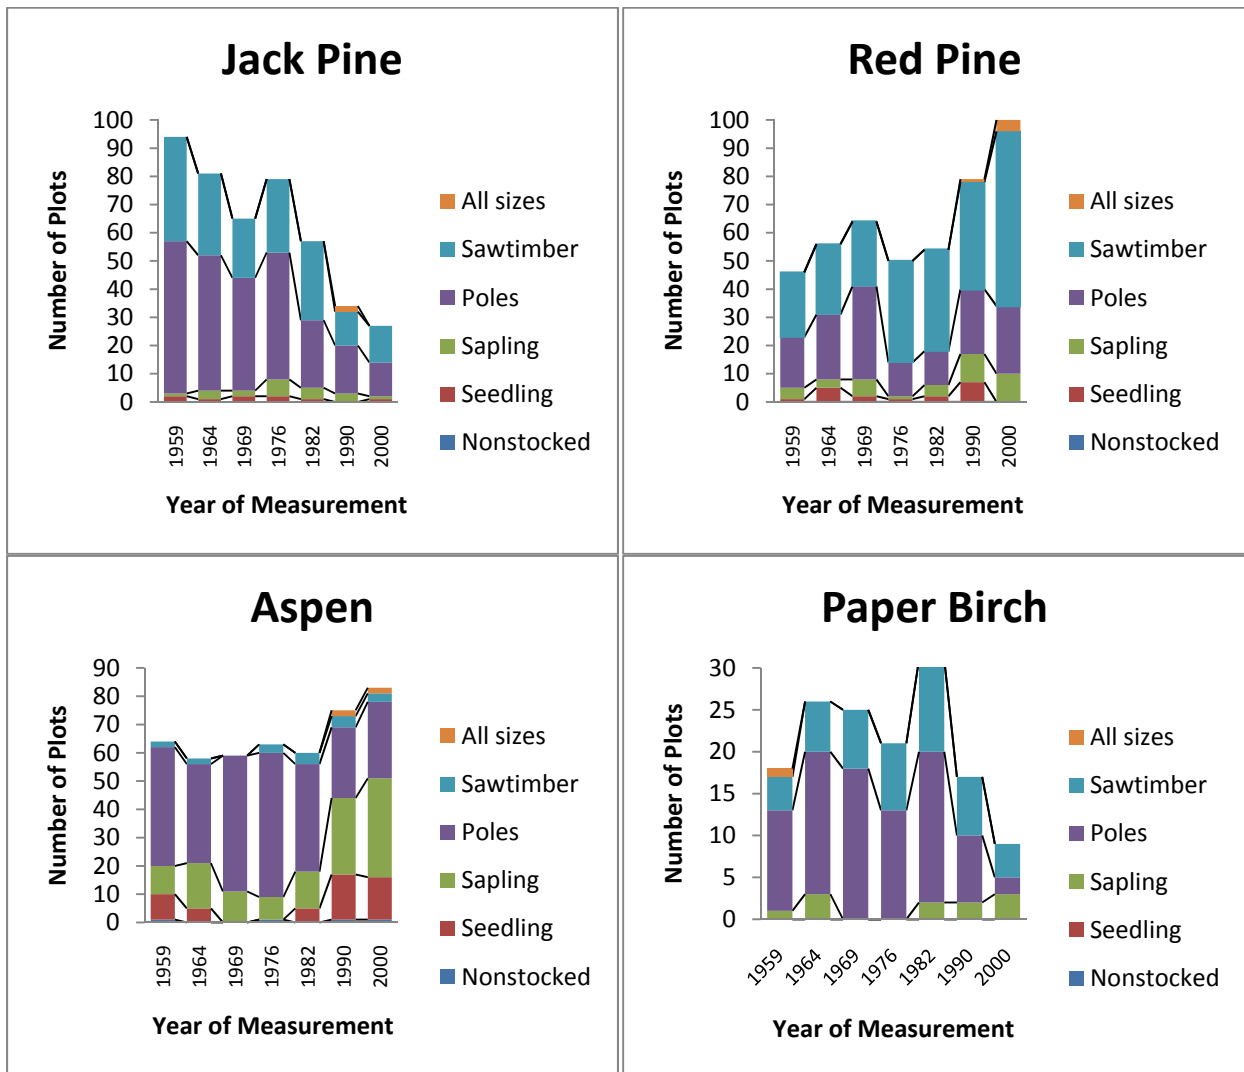 Jack Pine
Number of Plots
100
90
80
70
60
50
40
30
20
10
0
1959
1964
1969
1976
1982
1990
2000
Year of Measurement
All sizes
Sawtimber
Poles
Sapling
Seedling
Nonstocked
Red Pine
Number of Plots
100
90
80
70
60
50
40
30
20
10
0
1959
1964
1969
1976
1982
1990
2000
Year of Measurement
All sizes
Sawtimber
Poles
Sapling
Seedling
Nonstocked
Aspen
Number of Plots
90
80
70
60
50
40
30
20
10
0
1959
1964
1969
1976
1982
1990
2000
Year of Measurement
All sizes
Sawtimber
Poles
Sapling
Seedling
Nonstocked
Paper Birch
Number of Plots
30
25
20
15
10
5
0
1959
1964
1969
1976
1982
1990
2000
Year of Measurement
All sizes
Sawtimber
Poles
Sapling
Seedling
Nonstocked